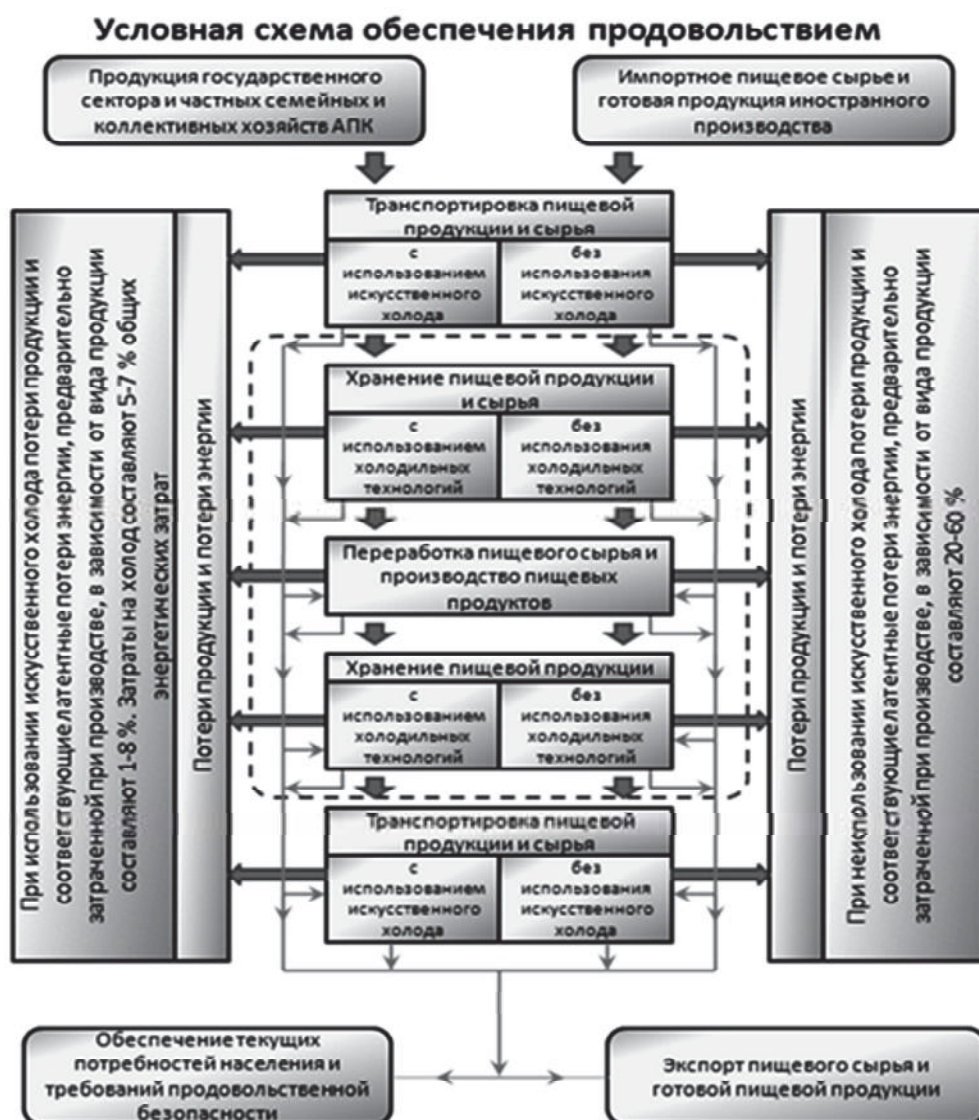 Условная схема обеспечения продовольствием
Продукция государственного
сектора и частных семейных и
коллективных хозяйств АПК
Импортное пищевое сырье и
готовая продукция иностранного
производства
Транспортировка пищевой
продукции и сырья
с
использованием
искусственного
холода
без
использования
искусственного
холода
Хранение пищевой продукции
и сырья
с
использованием
холодильных
технологий
без
использования
холодильных
технологий
Переработка пищевого сырья и
производство пищевых
продуктов
Хранение пищевой продукции
с
использованием
холодильных
технологий
без
использования
холодильных
технологий
Транспортировка пищевой
продукции и сырья
с
использованием
искусственного
холода
без
использования
искусственного
холода
При использовании искусственного холода потери продукции и
соответствующие латентные потери энергии, предварительно
затраченной при производстве, в зависимости от вида продукции
составляют 1-8 %. Затраты на холод составляют 5-7 % общих
энергетических затрат
Потери продукции и потери энергии
Потери продукции и потери энергии
При неиспользовании искусственного холода потери продукции и
соответствующие латентные потери энергии, предварительно
затраченной при производстве, в зависимости от вида продукции
составляют 20-60 %
Обеспечение текущих
потребностей населения и
требований продовольственной
безопасности
Экспорт пищевого сырья и
готовой пищевой продукции